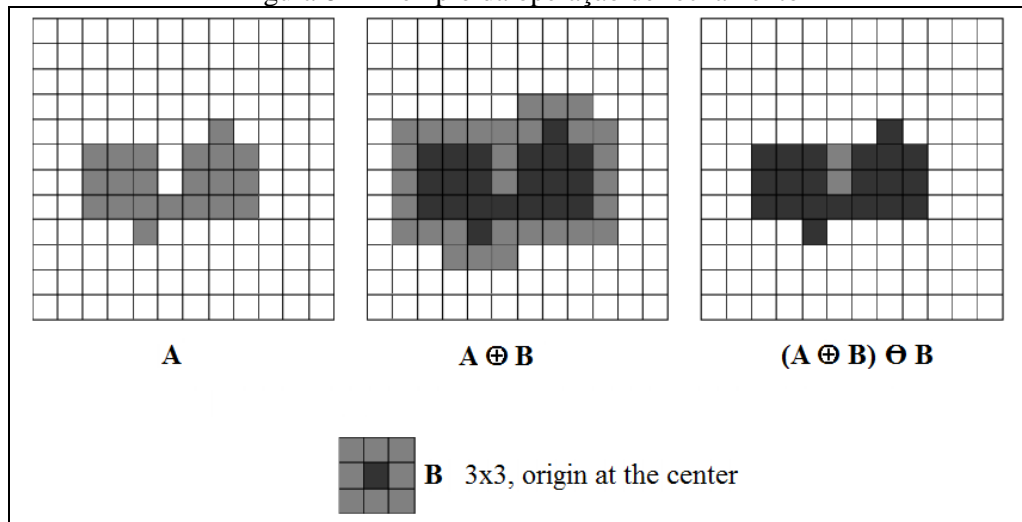 A
A ⊕ B
(A ⊕ B) ⊖ B
B 3x3, origin at the center